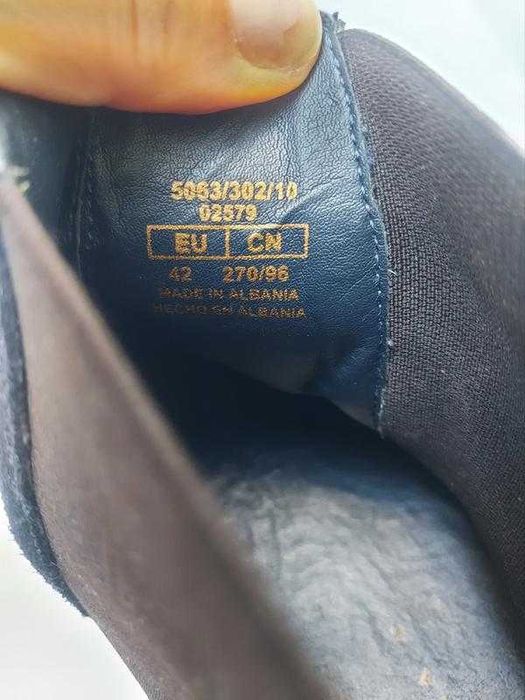 5063/302/10
02579
EU CN
42 270/96
MADE IN ALBANIA
HECHO EN ALBANIA